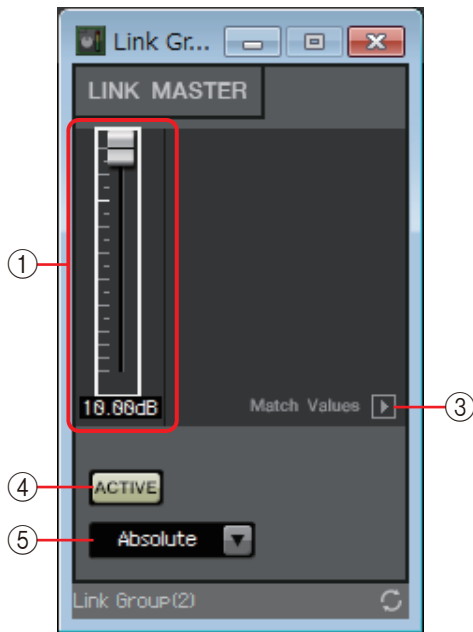 Link Gr...
LINK MASTER
①
10.00dB
Match Values
③
④
ACTIVE
⑤
Absolute
Link Group(2)